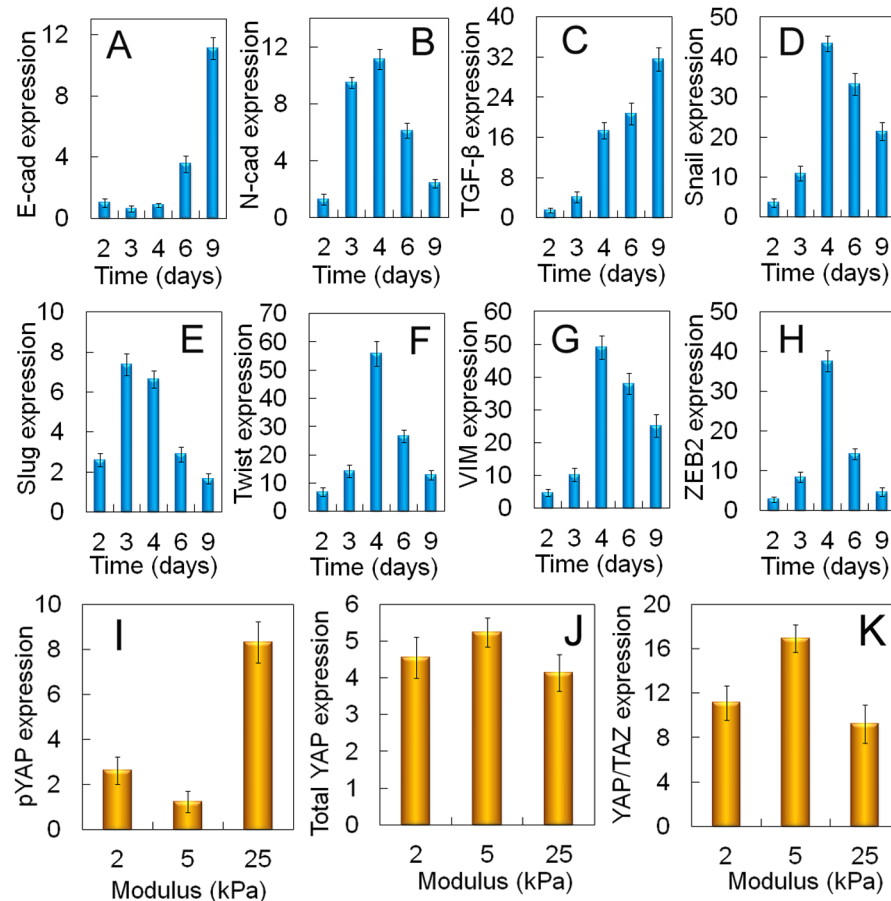 A
E-cad expression
12
8
4
0
2 3 4 6 9
Time (days)
B
N-cad expression
12
8
4
0
2 3 4 6 9
Time (days)
C
TGF-β expression
40
32
24
16
8
0
2 3 4 6 9
Time (days)
D
Snail expression
50
40
30
20
10
0
2 3 4 6 9
Time (days)
E
Slug expression
10
8
6
4
2
0
2 3 4 6 9
Time (days)
F
Twist expression
70
60
50
40
30
20
10
0
2 3 4 6 9
Time (days)
G
VIM expression
60
50
40
30
20
10
0
2 3 4 6 9
Time (days)
H
ZEB2 expression
50
40
30
20
10
0
2 3 4 6 9
Time (days)
I
pYAP expression
10
8
6
4
2
0
2 5 25
Modulus (kPa)
J
Total YAP expression
6
5
4
3
2
1
0
2 5 25
Modulus (kPa)
K
YAP/TAZ expression
20
16
12
8
4
0
2 5 25
Modulus (kPa)